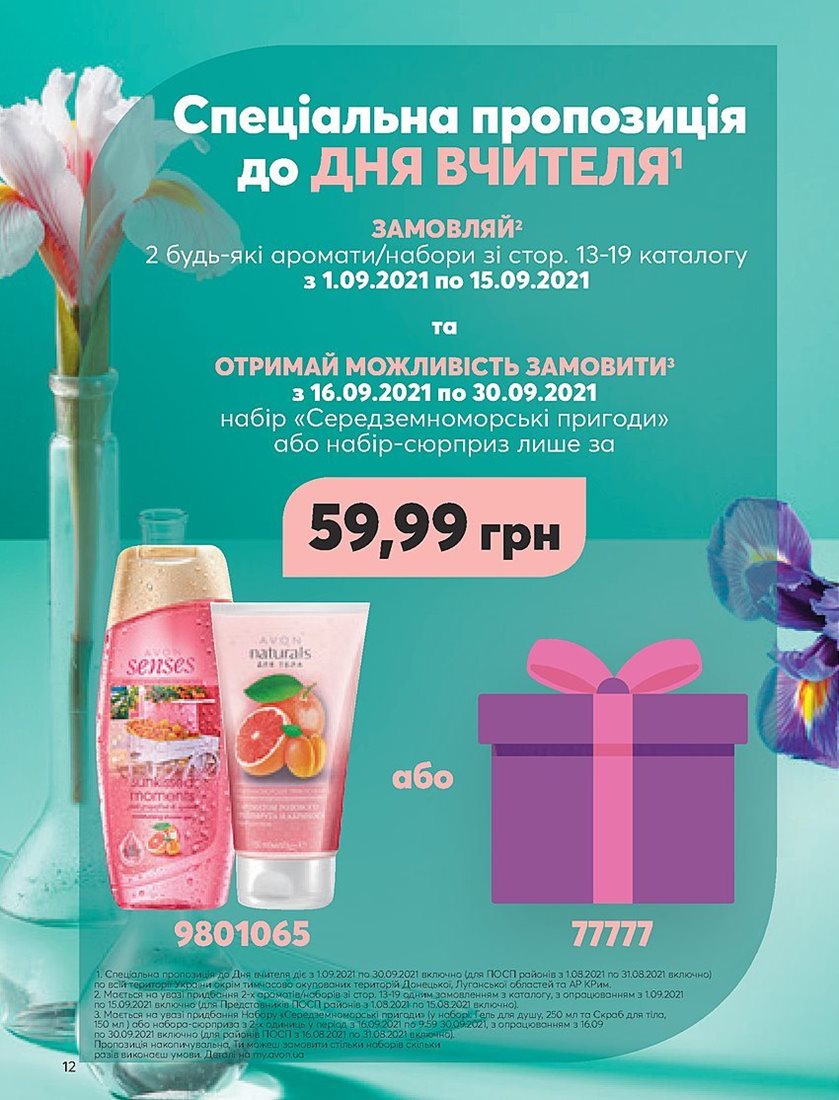 Спеціальна пропозиція
до ДНЯ ВЧИТЕЛЯ¹
ЗАМОВЛЯЙ²
2 будь-які аромати/набори зі стор. 13-19 каталогу
з 1.09.2021 по 15.09.2021
та
ОТРИМАЙ МОЖЛИВІСТЬ ЗАМОВИТИ³
з 16.09.2021 по 30.09.2021
набір «Середземноморські пригоди»
або набір-сюрприз лише за
59,99 грн
AVON
senses
sunkissed
moments
AVON
naturals
ДЛЯ ТЕЛА
або
9801065
77777
1. Спеціальна пропозиція до Дня вчителя діє з 1.09.2021 по 30.09.2021 включно (для ПОСП районів з 1.08.2021 по 31.08.2021 включно)
по всій території України окрім тимчасово окупованих територій Донецької, Луганської областей та АР КРим.
2. Мається на увазі придбання 2-х ароматів/наборів зі стор. 13-19 одним замовленням з каталогу, з опрацюванням з 1.09.2021
по 15.09.2021 включно (для Представників ПОСП районів з 1.08.2021 по 15.08.2021 включно).
3. Мається на увазі придбання Набору «Середземноморські пригоди» (у наборі: Гель для душу, 250 мл та Скраб для тіла,
150 мл ) або набора-сюрприза з 2-х одиниць у період з 16.09.2021 по 9:59 30.09.2021, з опрацюванням з 16.09
по 30.09.2021 включно (для районів ПОСП з 16.08.2021 по 31.08.2021 включно).
Пропозиція накопичувальна, Ти можеш замовити стільки наборів скільки
разів виконаєш умови. Деталі на my.avon.ua
12